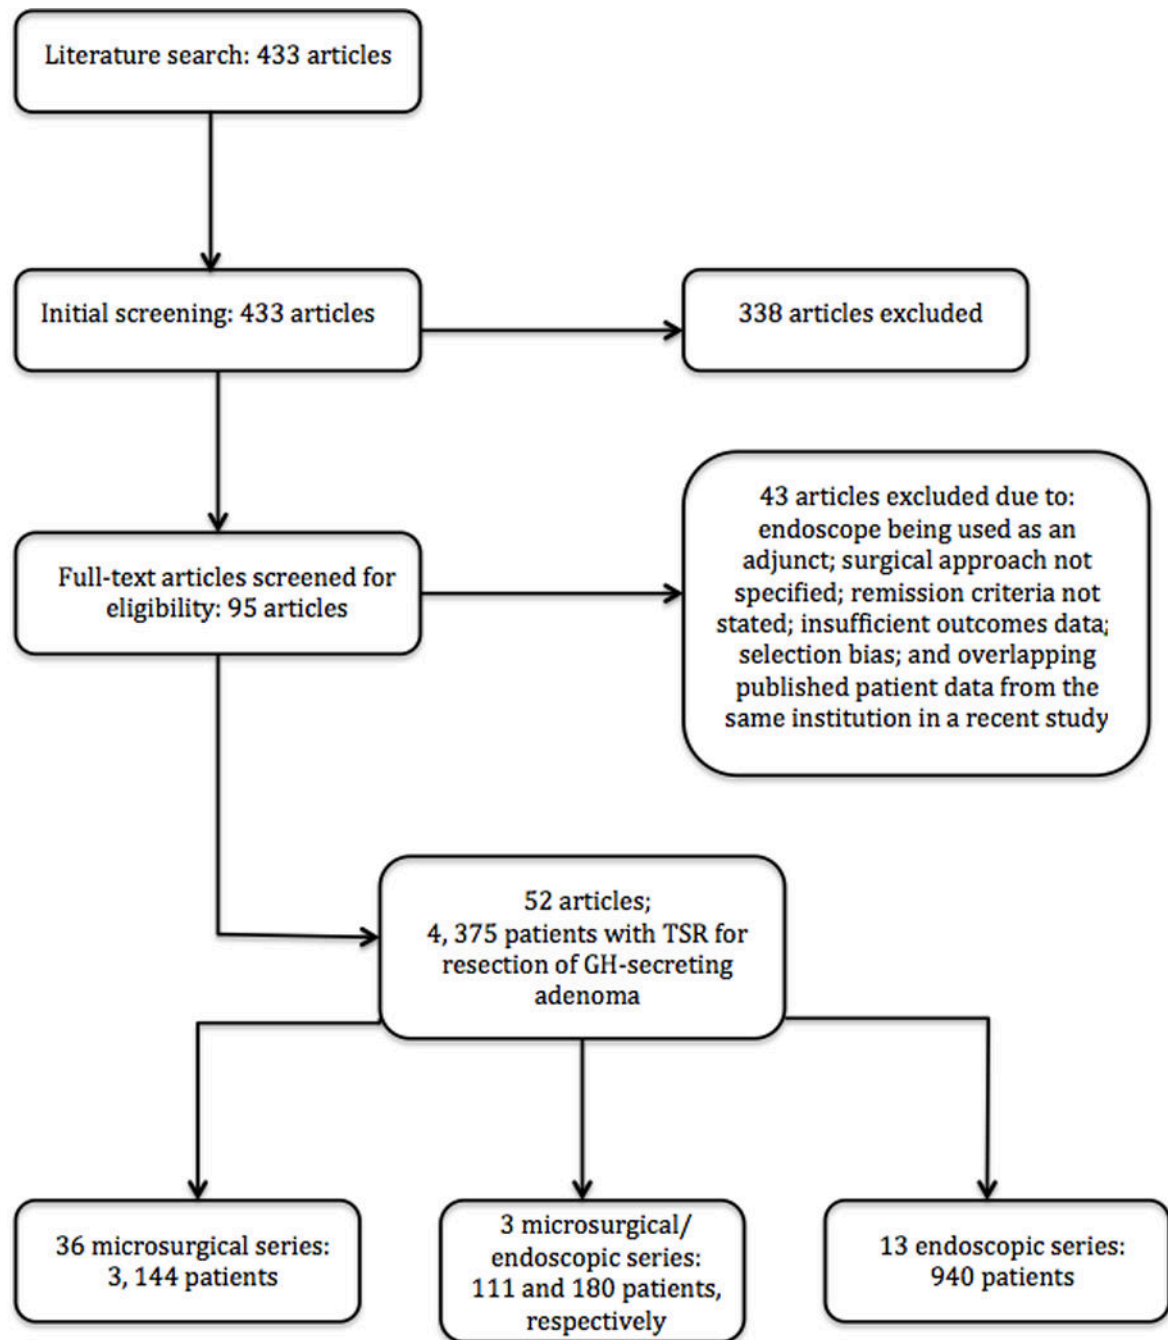 Literature search: 433 articles
Initial screening: 433 articles
338 articles excluded
Full-text articles screened for
eligibility: 95 articles
43 articles excluded due to:
endoscope being used as an
adjunct; surgical approach not
specified; remission criteria not
stated; insufficient outcomes data;
selection bias; and overlapping
published patient data from the
same institution in a recent study
52 articles;
4, 375 patients with TSR for
resection of GH-secreting
adenoma
36 microsurgical series:
3, 144 patients
3 microsurgical/
endoscopic series:
111 and 180 patients,
respectively
13 endoscopic series:
940 patients